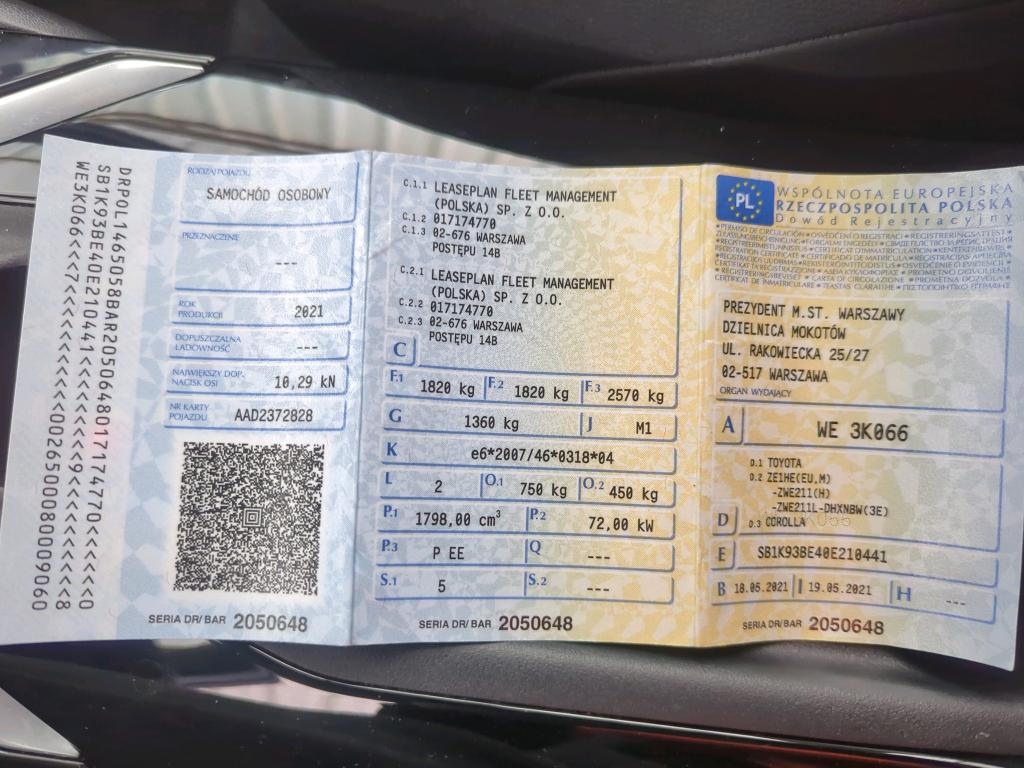 DRPOL1465058BAR2050648017174770<<<<<<0
SB1K93BE40E210441<<<<<<<<<<<9<<<<<<<<8
RODZAJ POJAZDU
SAMOCHÓD OSOBOWY
PRZEZNACZENIE
---
ROK
PRODUKCJI
2021
DOPUSZCZALNA
ŁADOWNOŚĆ
---
NAJWIĘKSZY DOP.
NACISK OSI
10,29 kN
NR KARTY
POJAZDU
AAD2372828
SERIA DR/BAR 2050648
C.1.1 LEASEPLAN FLEET MANAGEMENT
(POLSKA) SP. Z O.O.
C.1.2 017174770
C.1.3 02-676 WARSZAWA
POSTĘPU 14B
C.2.1 LEASEPLAN FLEET MANAGEMENT
(POLSKA) SP. Z O.O.
C.2.2 017174770
C.2.3 02-676 WARSZAWA
POSTĘPU 14B
C
F.1 1820 kg F.2 1820 kg F.3 2570 kg
G 1360 kg J M1
K e6*2007/46*0318*04
L 2 O.1 750 kg O.2 450 kg
P.1 1798,00 cm³ P.2 72,00 kW
P.3 P EE Q ---
S.1 5 S.2 ---
SERIA DR/BAR 2050648
PL
WSPÓLNOTA EUROPEJSKA
RZECZPOSPOLITA POLSKA
Dowód Rejestracyjny
PREZYDENT M.ST. WARSZAWY
DZIELNICA MOKOTÓW
UL. RAKOWIECKA 25/27
02-517 WARSZAWA
ORGAN WYDAJĄCY
A WE 3K066
D.1 TOYOTA
D.2 ZE1HE(EU,M)
-ZWE211(H)
-ZWE211L-DHXNBW(3E)
D D.3 COROLLA
E SB1K93BE40E210441
B 18.05.2021 I 19.05.2021 H ---
SERIA DR/BAR 2050648